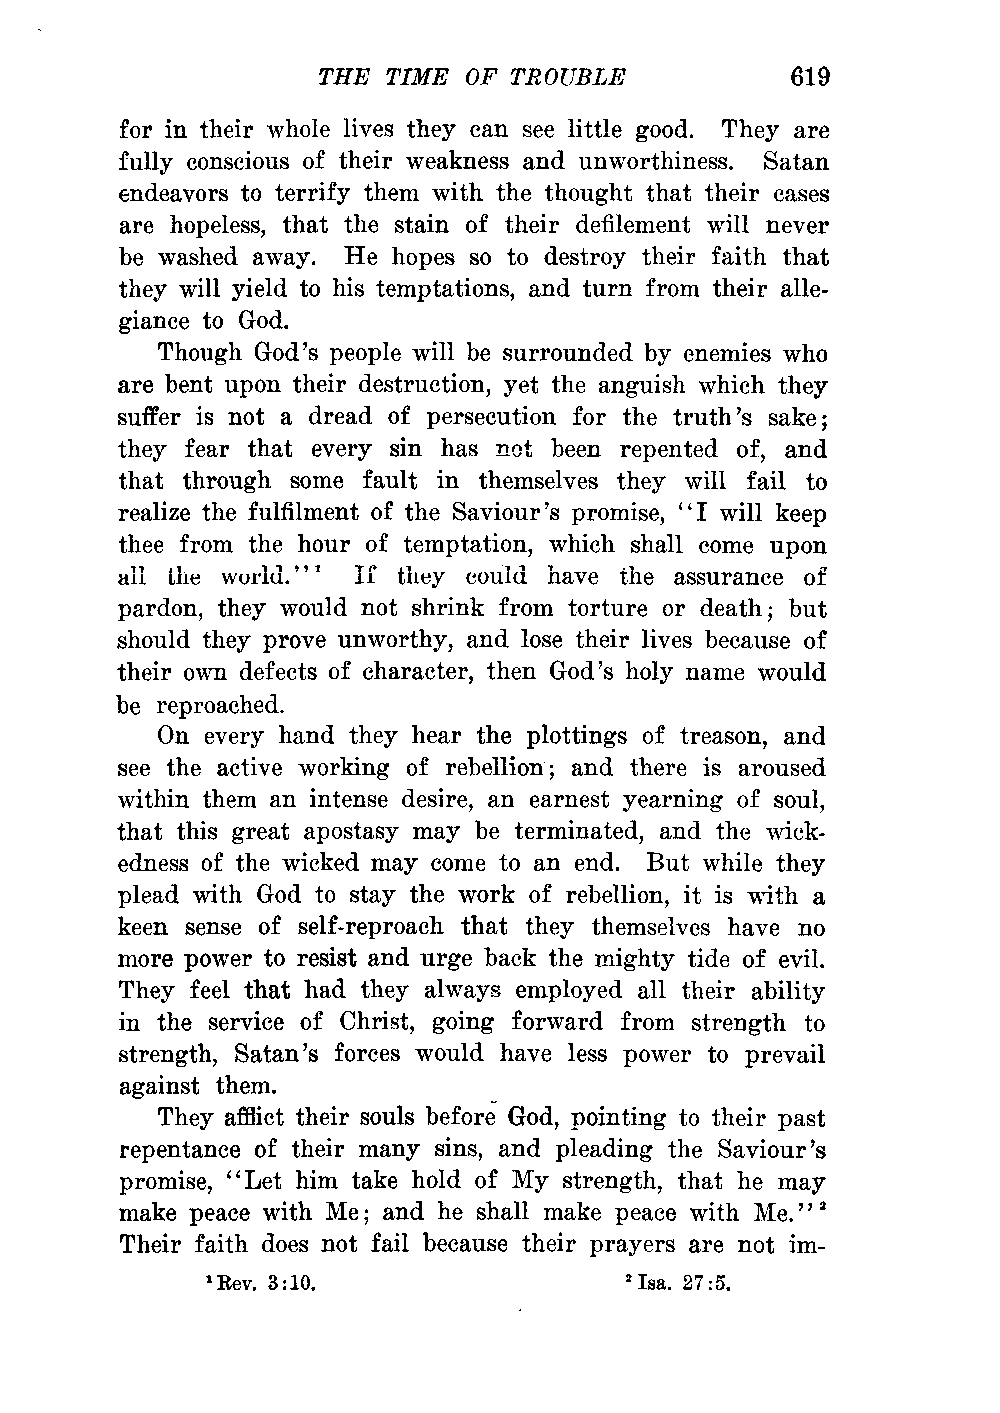 THE TIME OF TROUBLE 619
for in their whole lives they can see little good. They are
fully conscious of their weakness and unworthiness. Satan
endeavors to terrify them with the thought that their cases
are hopeless, that the stain of their defilement will never
be washed away. He hopes so to destroy their faith that
they will yield to his temptations, and turn from their alle-
giance to God.
Though God's people will be surrounded by enemies who
are bent upon their destruction, yet the anguish which they
suffer is not a dread of persecution for the truth's sake;
they fear that every sin has not been repented of, and
that through some fault in themselves they will fail to
realize the fulfilment of the Saviour's promise, "I will keep
thee from the hour of temptation, which shall come upon
all the world."¹ If they could have the assurance of
pardon, they would not shrink from torture or death; but
should they prove unworthy, and lose their lives because of
their own defects of character, then God's holy name would
be reproached.
On every hand they hear the plottings of treason, and
see the active working of rebellion; and there is aroused
within them an intense desire, an earnest yearning of soul,
that this great apostasy may be terminated, and the wick-
edness of the wicked may come to an end. But while they
plead with God to stay the work of rebellion, it is with a
keen sense of self-reproach that they themselves have no
more power to resist and urge back the mighty tide of evil.
They feel that had they always employed all their ability
in the service of Christ, going forward from strength to
strength, Satan's forces would have less power to prevail
against them.
They afflict their souls before God, pointing to their past
repentance of their many sins, and pleading the Saviour's
promise, "Let him take hold of My strength, that he may
make peace with Me; and he shall make peace with Me."²
Their faith does not fail because their prayers are not im-
¹Rev. 3:10. ²Isa. 27:5.